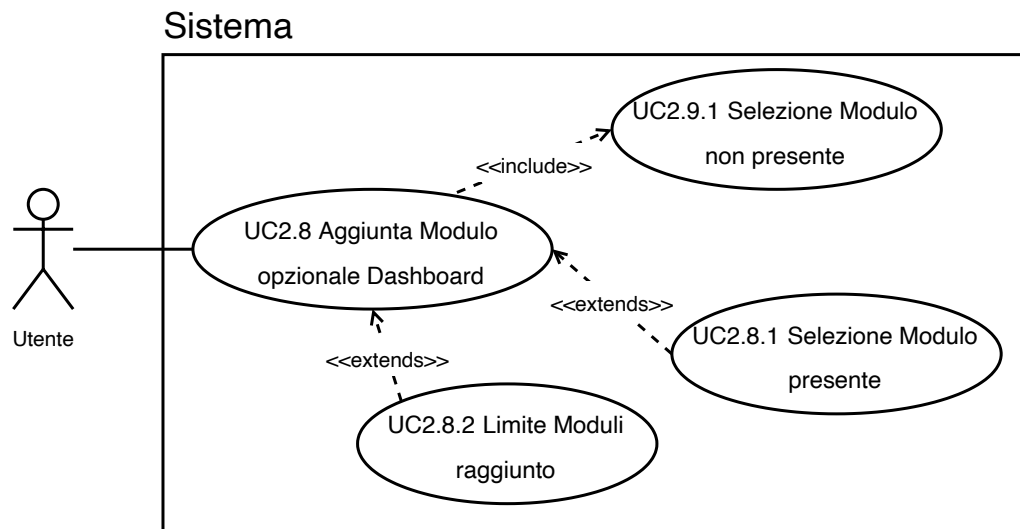 Sistema
UC2.9.1 Selezione Modulo
non presente
<<include>>
UC2.8 Aggiunta Modulo
opzionale Dashboard
<<extends>>
Utente
UC2.8.1 Selezione Modulo
presente
<<extends>>
UC2.8.2 Limite Moduli
raggiunto